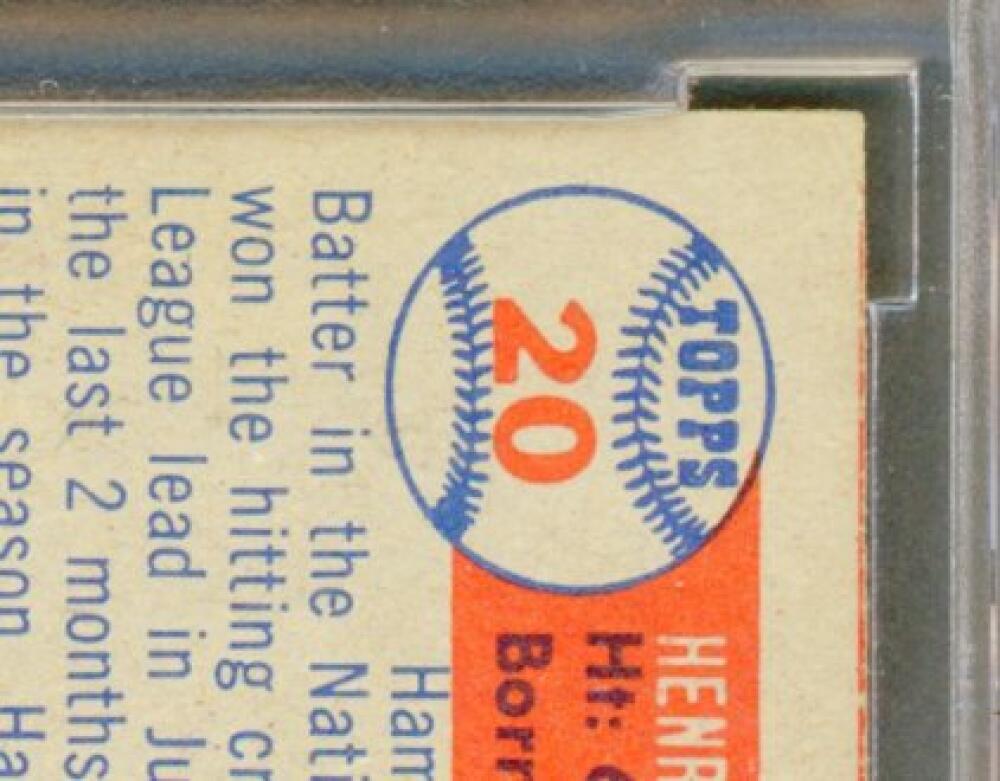 TOPPS
20
HENR
Ht:
Born
Ham
Batter in the Nati
won the hitting cr
League lead in Ju
the last 2 months
in the season Ha